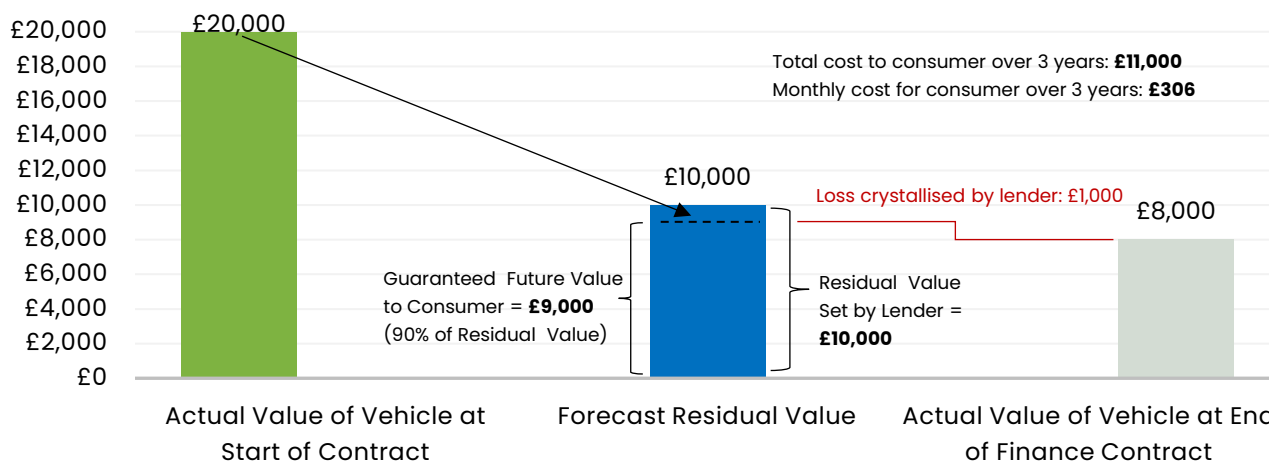 £20,000
£18,000
£16,000
£14,000
£12,000
£10,000
£8,000
£6,000
£4,000
£2,000
£0
£20,000
Total cost to consumer over 3 years: £11,000
Monthly cost for consumer over 3 years: £306
£10,000
Loss crystallised by lender: £1,000
£8,000
Guaranteed Future Value
to Consumer = £9,000
(90% of Residual Value)
Residual Value
Set by Lender =
£10,000
Actual Value of Vehicle at
Start of Contract
Forecast Residual Value
Actual Value of Vehicle at End
of Finance Contract